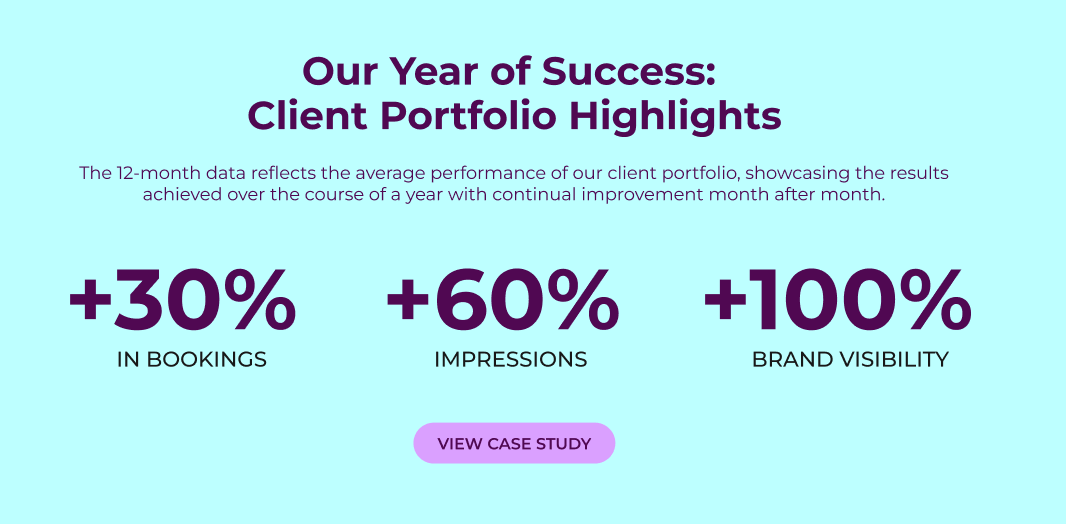 Our Year of Success:
Client Portfolio Highlights
The 12-month data reflects the average performance of our client portfolio, showcasing the results
achieved over the course of a year with continual improvement month after month.
+30%
IN BOOKINGS
+60%
IMPRESSIONS
+100%
BRAND VISIBILITY
VIEW CASE STUDY